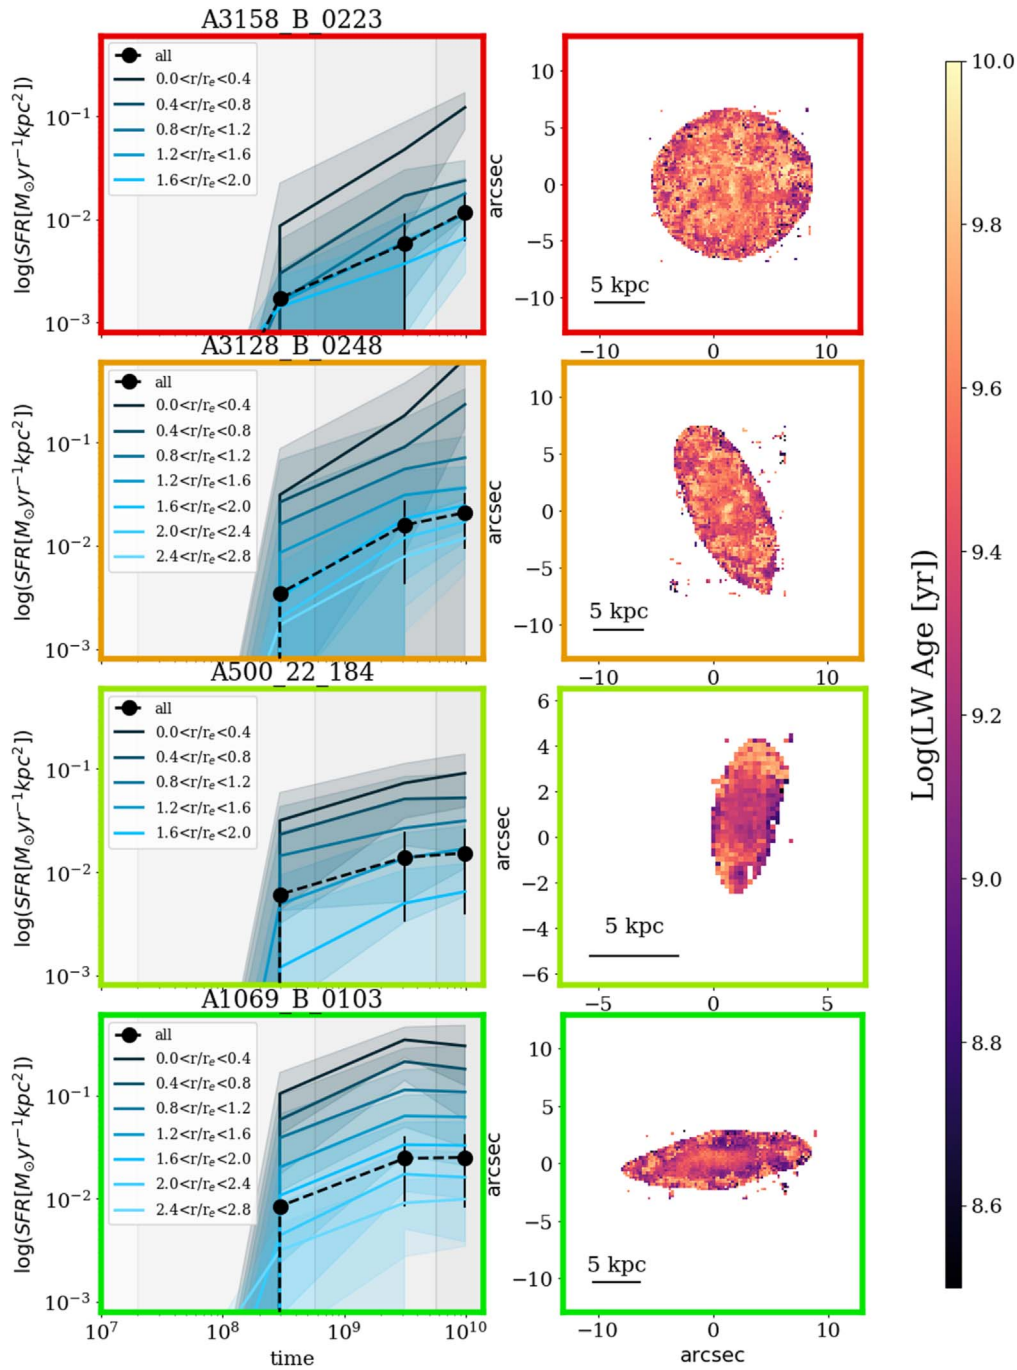 A3158_B_0223
log(SFR[M⊙yr⁻¹kpc²])
10⁻¹
10⁻²
10⁻³
all
0.0<r/rₑ<0.4
0.4<r/rₑ<0.8
0.8<r/rₑ<1.2
1.2<r/rₑ<1.6
1.6<r/rₑ<2.0
arcsec
10
5
0
−5
−10
5 kpc
−10 0 10
A3128_B_0248
log(SFR[M⊙yr⁻¹kpc²])
10⁻¹
10⁻²
10⁻³
all
0.0<r/rₑ<0.4
0.4<r/rₑ<0.8
0.8<r/rₑ<1.2
1.2<r/rₑ<1.6
1.6<r/rₑ<2.0
2.0<r/rₑ<2.4
2.4<r/rₑ<2.8
arcsec
10
5
0
−5
−10
5 kpc
−10 0 10
A500_22_184
log(SFR[M⊙yr⁻¹kpc²])
10⁻¹
10⁻²
10⁻³
all
0.0<r/rₑ<0.4
0.4<r/rₑ<0.8
0.8<r/rₑ<1.2
1.2<r/rₑ<1.6
1.6<r/rₑ<2.0
arcsec
6
4
2
0
−2
−4
−6
5 kpc
−5 0 5
A1069_B_0103
log(SFR[M⊙yr⁻¹kpc²])
10⁻¹
10⁻²
10⁻³
all
0.0<r/rₑ<0.4
0.4<r/rₑ<0.8
0.8<r/rₑ<1.2
1.2<r/rₑ<1.6
1.6<r/rₑ<2.0
2.0<r/rₑ<2.4
2.4<r/rₑ<2.8
10⁷ 10⁸ 10⁹ 10¹⁰
time
arcsec
10
5
0
−5
−10
5 kpc
−10 0 10
arcsec
Log(LW Age [yr])
10.0
9.8
9.6
9.4
9.2
9.0
8.8
8.6